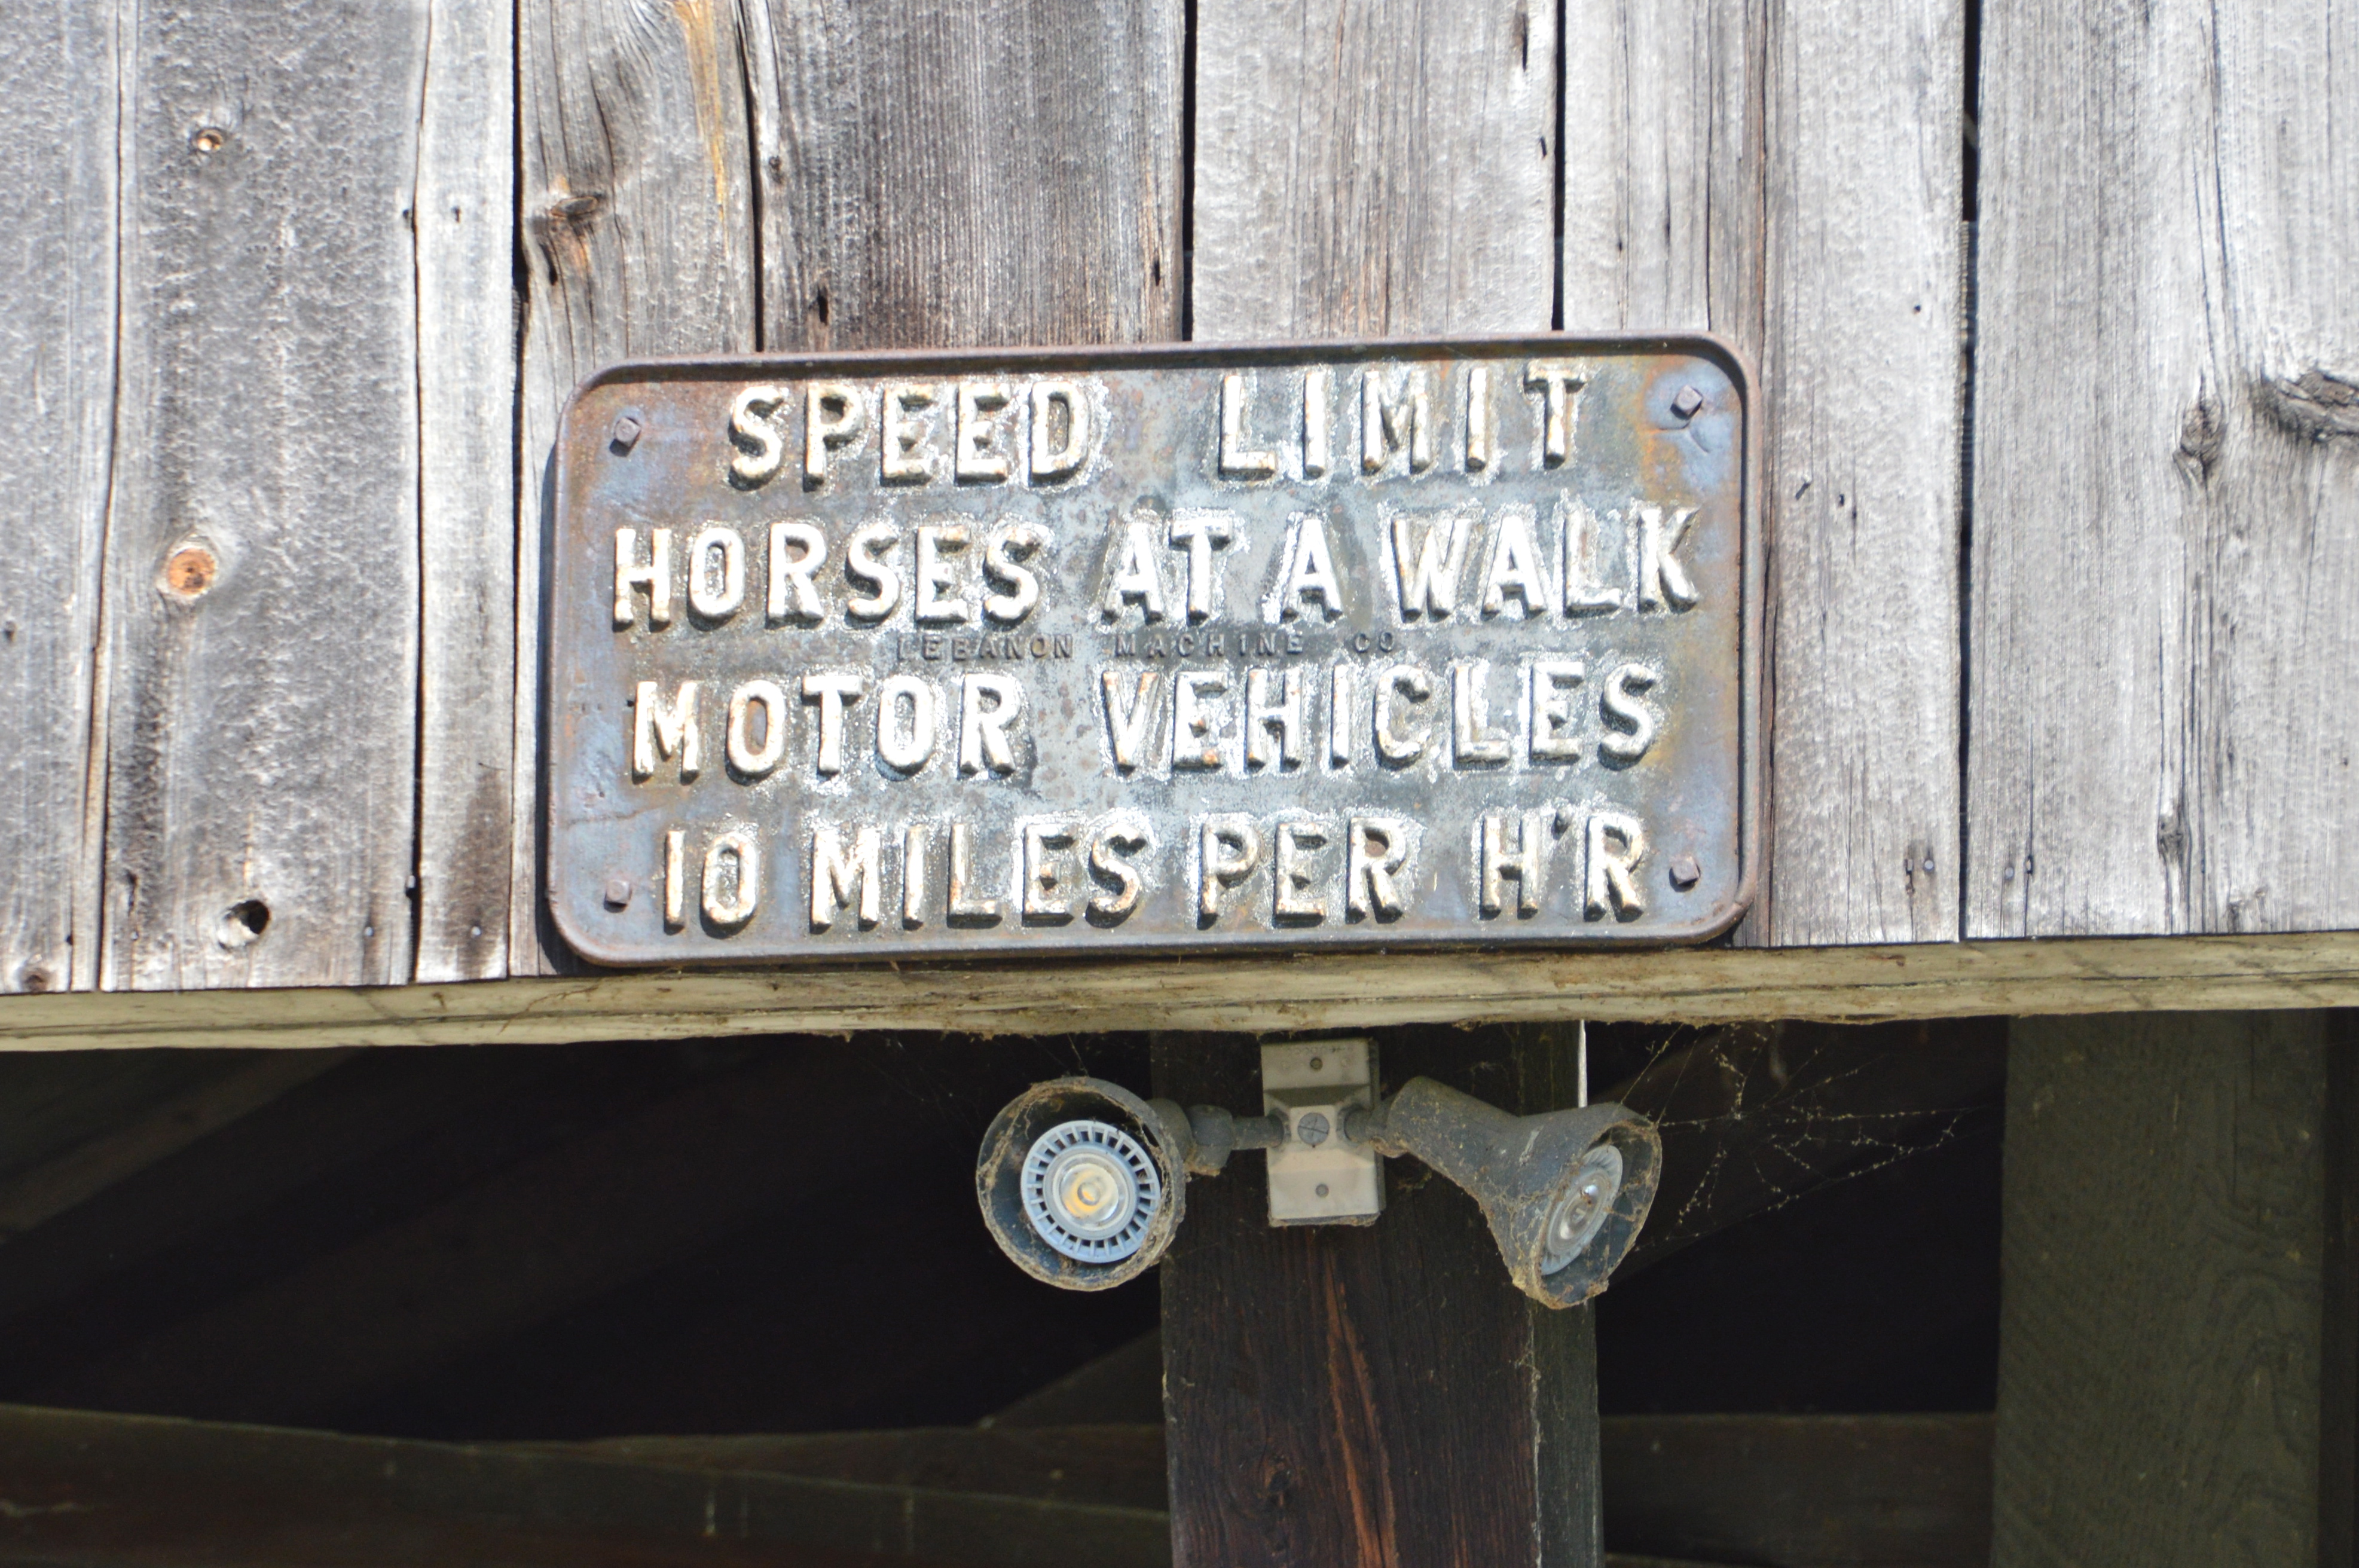 SPEED LIMIT
HORSES AT A WALK
LEBANON MACHINE CO
MOTOR VEHICLES
10 MILES PER H'R